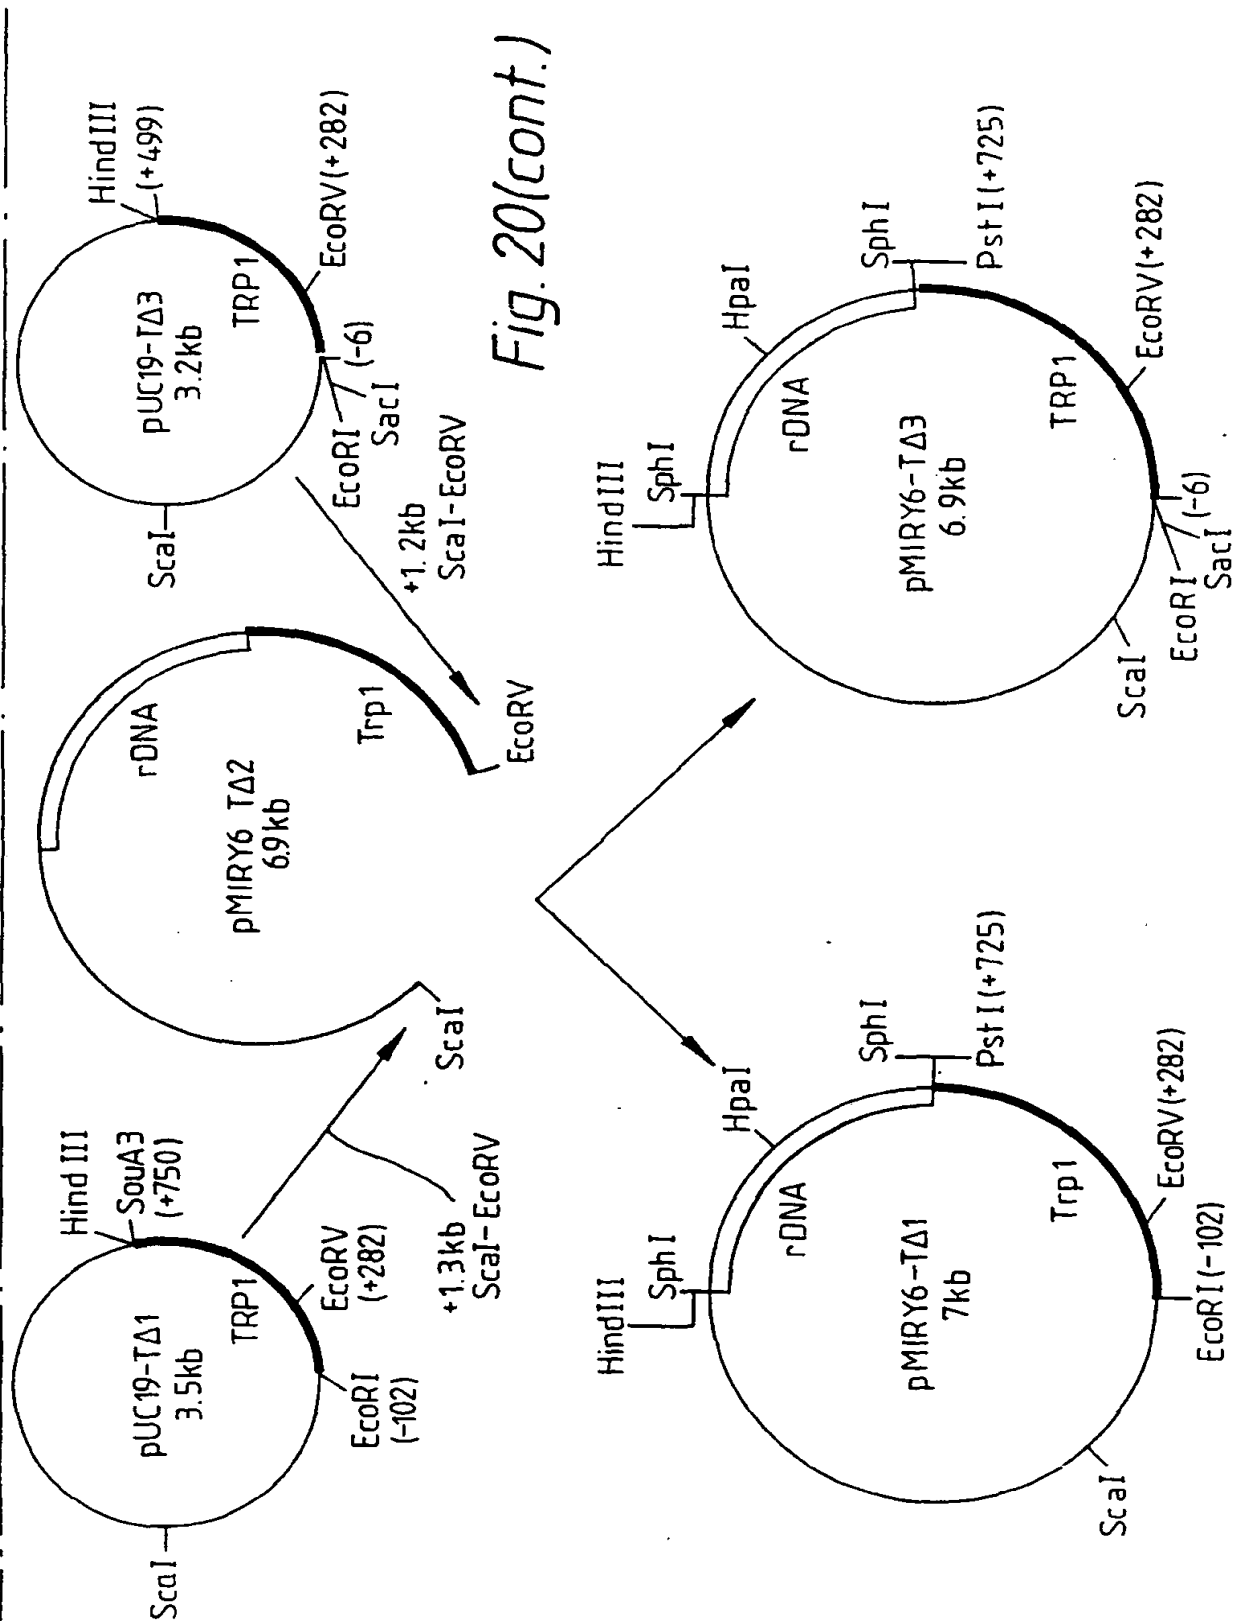 Hind III
SouA3
(+750)
ScaI
pUC19-TΔ1
3.5kb
TRP1
EcoRV
(+282)
EcoRI
(-102)
+1.3kb
ScaI-EcoRV
rDNA
pMIRY6 TΔ2
6.9kb
Trp1
ScaI
EcoRV
HindIII
(+499)
ScaI
pUC19-TΔ3
3.2kb
TRP1
EcoRV(+282)
EcoRI
SacI
(-6)
+1.2kb
ScaI-EcoRV
Fig. 20(cont.)
HindIII
SphI
HpaI
rDNA
SphI
PstI(+725)
pMIRY6-TΔ1
7kb
Trp1
EcoRV(+282)
EcoRI(-102)
ScaI
HindIII
SphI
HpaI
rDNA
SphI
PstI(+725)
pMIRY6-TΔ3
6.9kb
TRP1
EcoRV(+282)
ScaI
EcoRI
SacI
(-6)